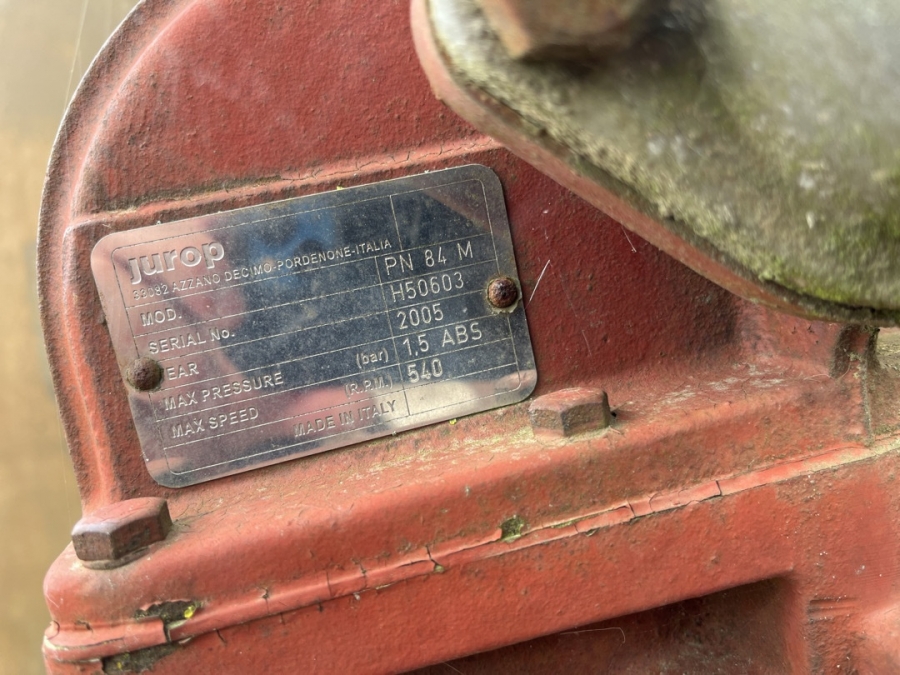 jurop
33082 AZZANO DECIMO-PORDENONE-ITALIA
MOD. PN 84 M
SERIAL No. H50603
EAR 2005
MAX PRESSURE (bar) 1.5 ABS
MAX SPEED (R.P.M.) 540
MADE IN ITALY